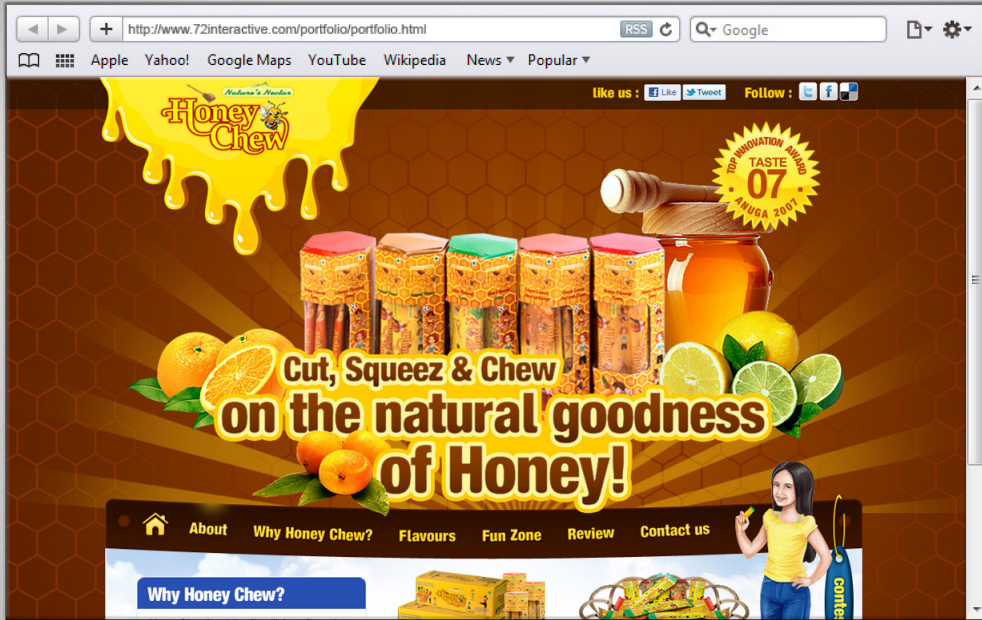 http://www.72interactive.com/portfolio/portfolio.html
RSS
Google
Apple Yahoo! Google Maps YouTube Wikipedia News Popular
like us : Like Tweet Follow :
Nature's Nectar
Honey
Chew
TOP INNOVATION AWARD
TASTE
07
ANUGA 2007
Cut, Squeez & Chew
on the natural goodness
of Honey!
About Why Honey Chew? Flavours Fun Zone Review Contact us
Why Honey Chew?